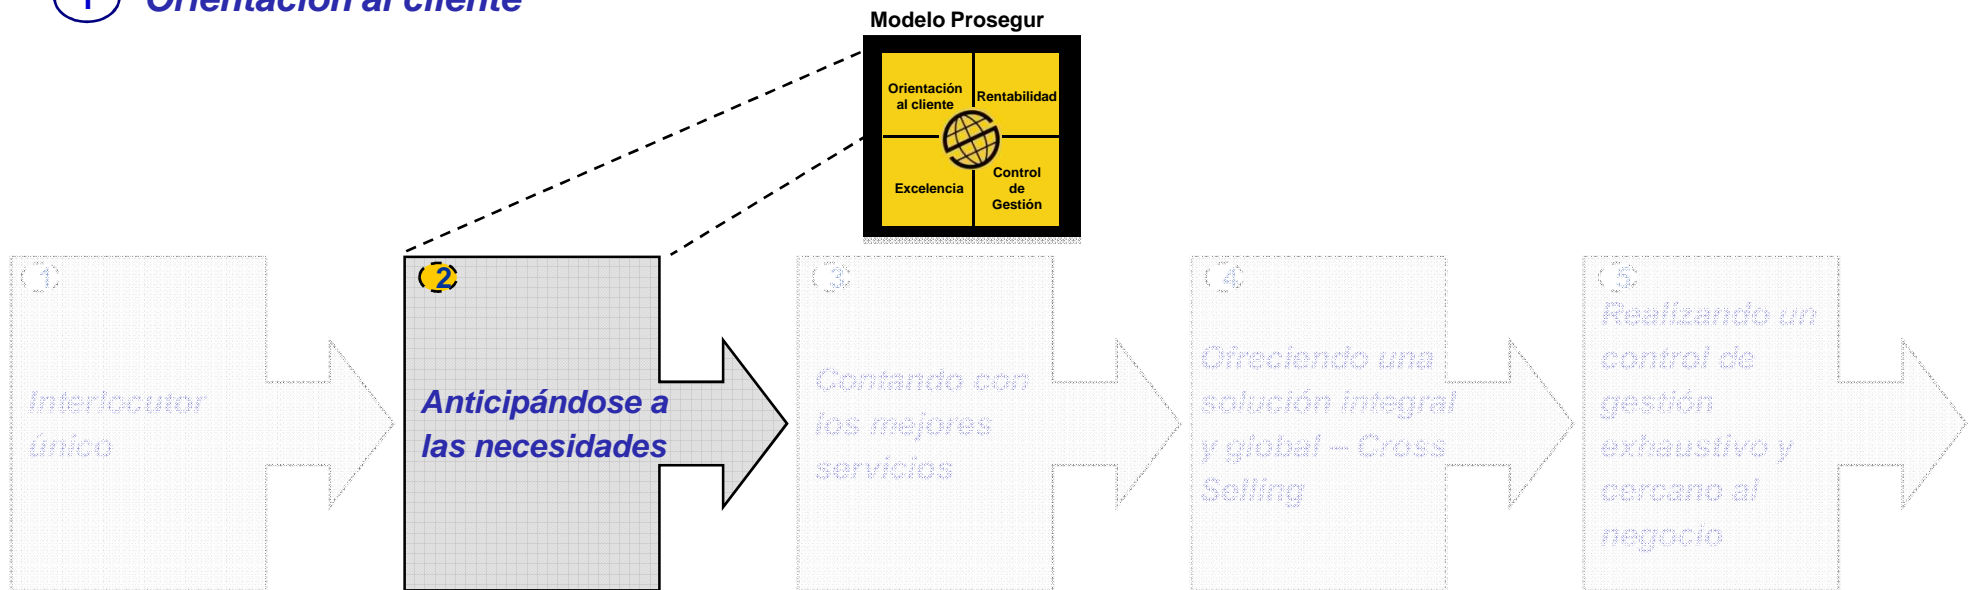 1 Orientación al cliente
Modelo Prosegur
Orientación
al cliente
Rentabilidad
Excelencia
Control
de
Gestión
1
Interlocutor
único
2
Anticipándose a
las necesidades
3
Contando con
los mejores
servicios
4
Ofreciendo una
solución integral
y global – Cross
Selling
5
Realizando un
control de
gestión
exhaustivo y
cercano al
negocio